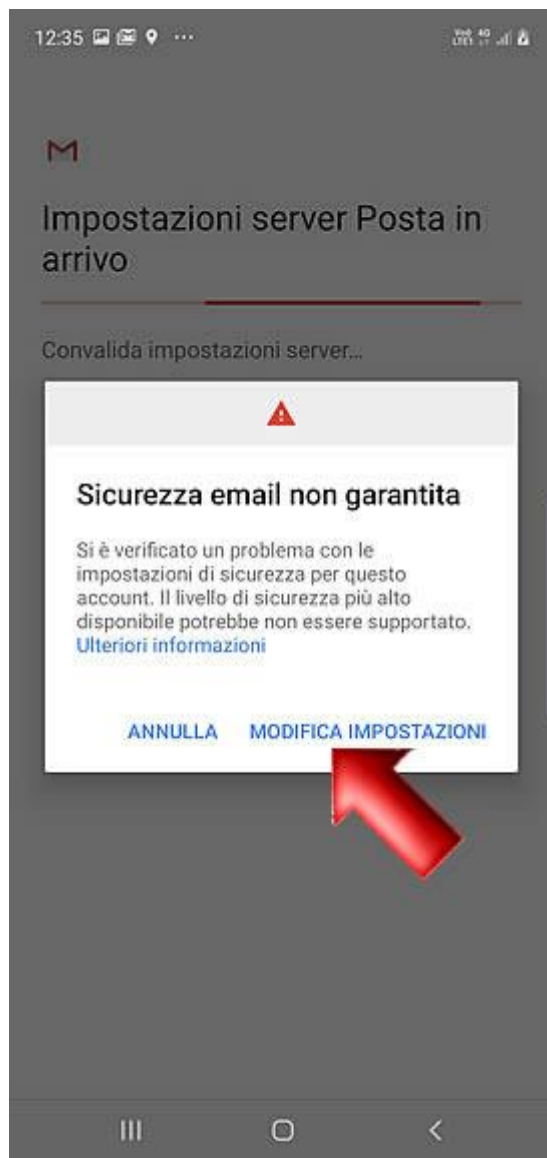 12:35
Impostazioni server Posta in
arrivo
Convalida impostazioni server...
Sicurezza email non garantita
Si è verificato un problema con le
impostazioni di sicurezza per questo
account. Il livello di sicurezza più alto
disponibile potrebbe non essere supportato.
Ulteriori informazioni
ANNULLA MODIFICA IMPOSTAZIONI